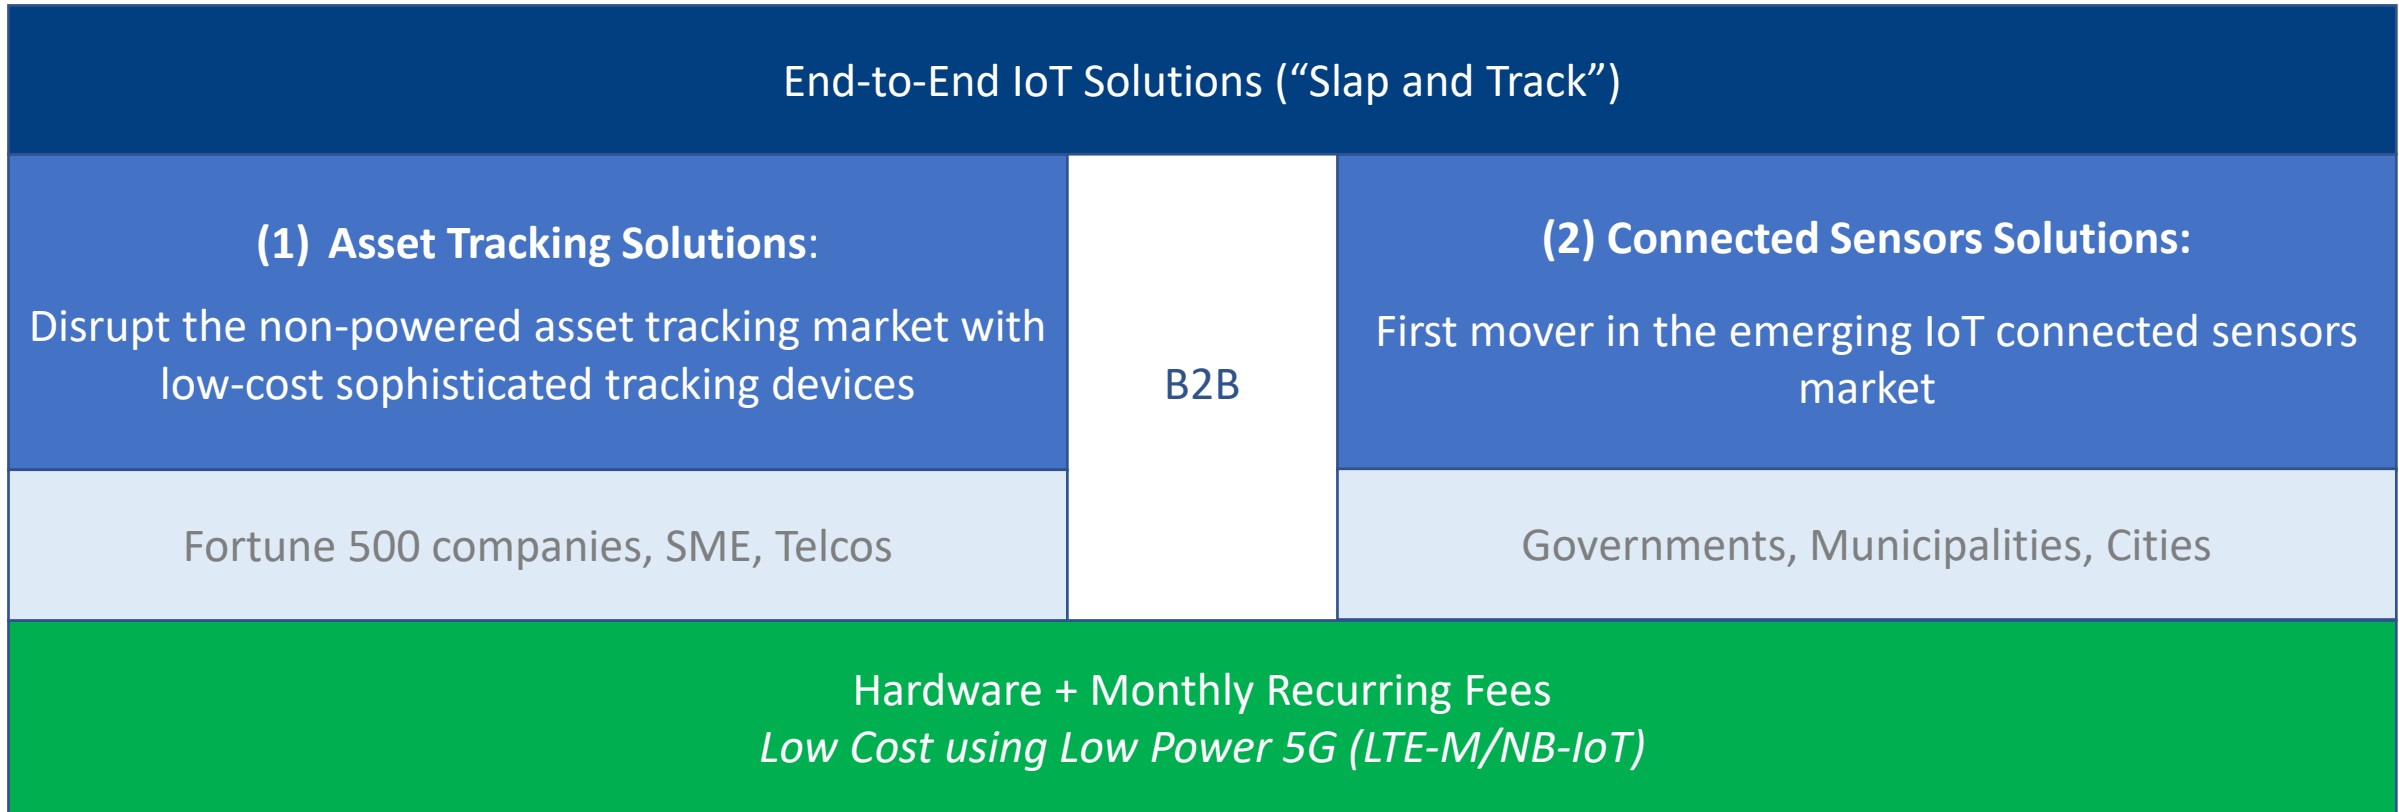 End-to-End IoT Solutions (“Slap and Track”)
(1) Asset Tracking Solutions:
Disrupt the non-powered asset tracking market with
low-cost sophisticated tracking devices
Fortune 500 companies, SME, Telcos
B2B
(2) Connected Sensors Solutions:
First mover in the emerging IoT connected sensors
market
Governments, Municipalities, Cities
Hardware + Monthly Recurring Fees
Low Cost using Low Power 5G (LTE-M/NB-IoT)